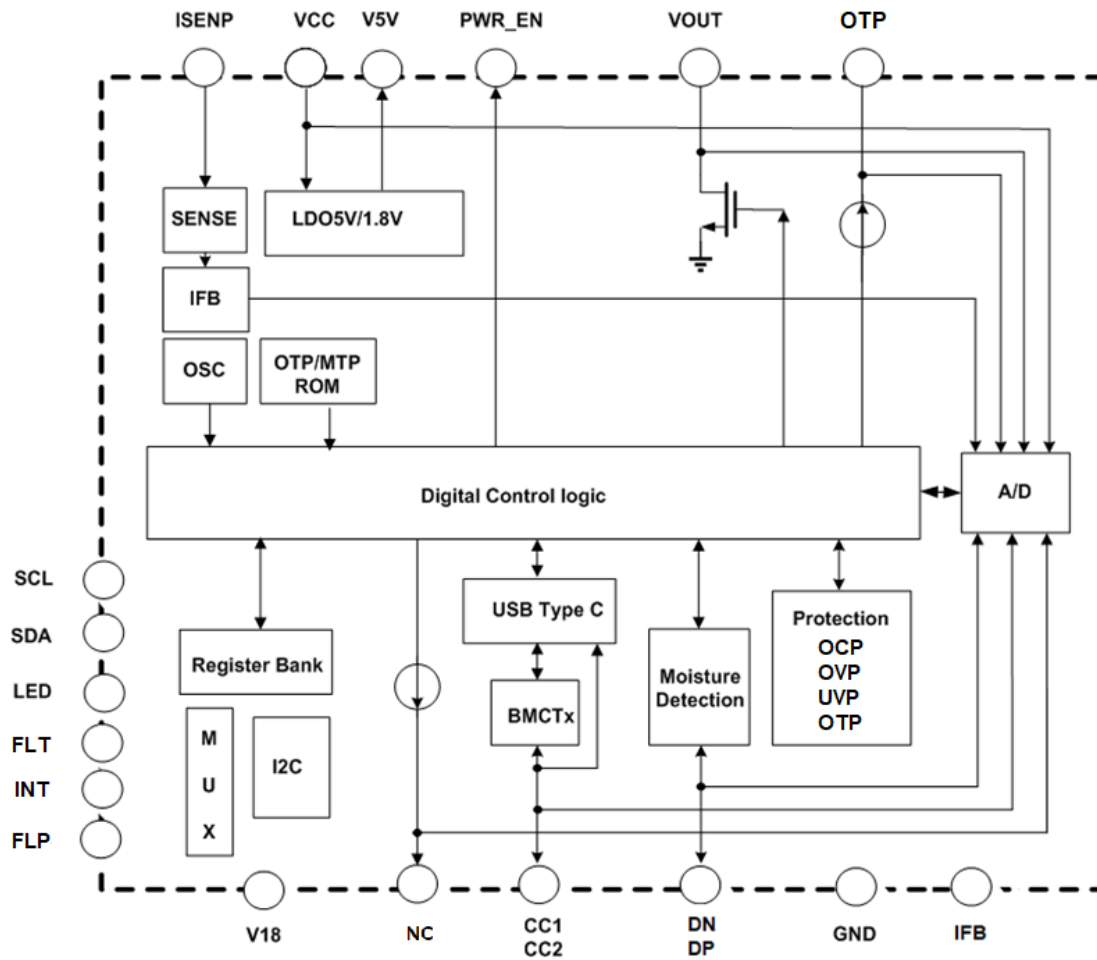 ISENP
VCC
V5V
PWR_EN
VOUT
OTP
SENSE
LDO5V/1.8V
IFB
OSC
OTP/MTP
ROM
Digital Control logic
A/D
SCL
SDA
LED
FLT
INT
FLP
Register Bank
M
U
X
I2C
USB Type C
BMCTx
Moisture
Detection
Protection
OCP
OVP
UVP
OTP
V18
NC
CC1
CC2
DN
DP
GND
IFB